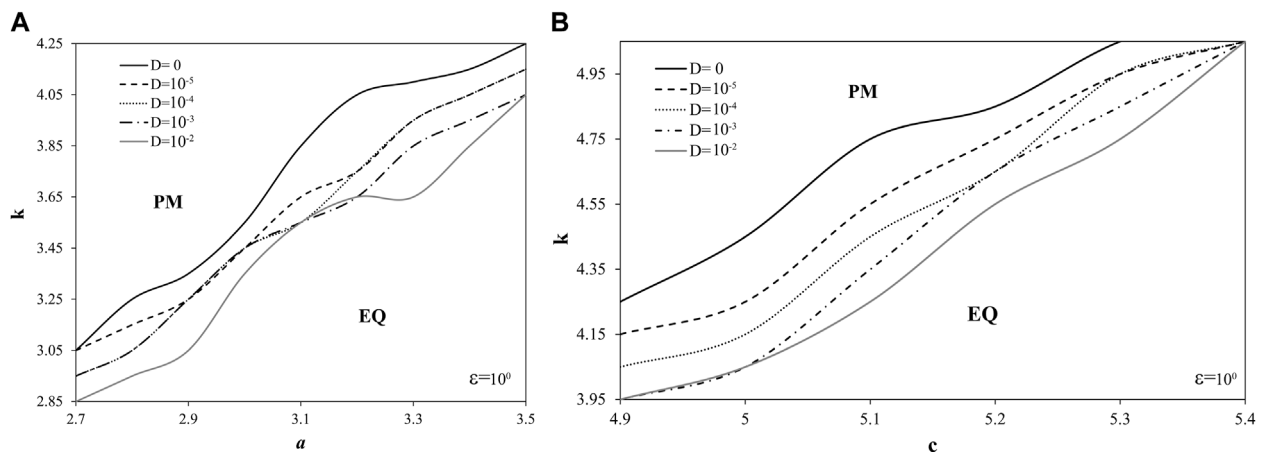 A
4.25
4.05
3.85
3.65
3.45
3.25
3.05
2.85
k
D= 0
D=10⁻⁵
D=10⁻⁴
D=10⁻³
D=10⁻²
PM
EQ
ε=10⁰
2.7 2.9 3.1 3.3 3.5
a
B
4.95
4.75
4.55
4.35
4.15
3.95
k
D= 0
D=10⁻⁵
D=10⁻⁴
D=10⁻³
D=10⁻²
PM
EQ
ε=10⁰
4.9 5 5.1 5.2 5.3 5.4
c